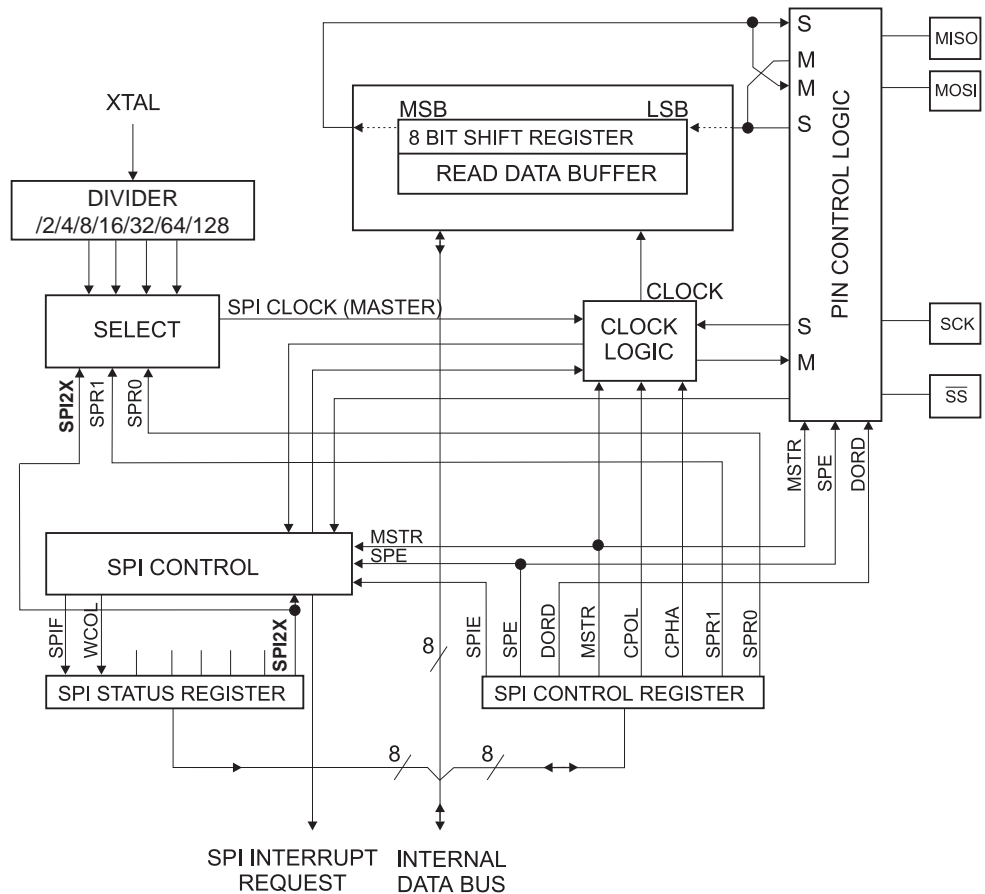 S
MISO
M
XTAL
MSB
LSB
M
MOSI
8 BIT SHIFT REGISTER
S
READ DATA BUFFER
DIVIDER
/2/4/8/16/32/64/128
PIN CONTROL LOGIC
SPI CLOCK (MASTER)
CLOCK
SELECT
CLOCK
LOGIC
S
SCK
M
SPI2X
SPR1
SPR0
SS
MSTR
SPE
DORD
MSTR
SPE
SPI CONTROL
SPIF
WCOL
SPI2X
8
SPIE
SPE
DORD
MSTR
CPOL
CPHA
SPR1
SPR0
SPI STATUS REGISTER
SPI CONTROL REGISTER
8
8
SPI INTERRUPT
REQUEST
INTERNAL
DATA BUS